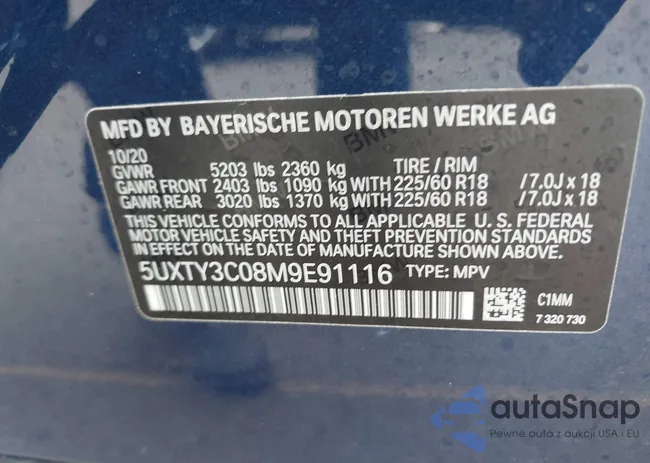 MFD BY BAYERISCHE MOTOREN WERKE AG
10/20
GVWR 5203 lbs 2360 kg TIRE / RIM
GAWR FRONT 2403 lbs 1090 kg WITH 225/60 R18 /7.0J x 18
GAWR REAR 3020 lbs 1370 kg WITH 225/60 R18 /7.0J x 18
THIS VEHICLE CONFORMS TO ALL APPLICABLE U. S. FEDERAL
MOTOR VEHICLE SAFETY AND THEFT PREVENTION STANDARDS
IN EFFECT ON THE DATE OF MANUFACTURE SHOWN ABOVE.
5UXTY3C08M9E91116 TYPE: MPV
C1MM
7 320 730
autoSnap
Pewne auta z aukcji USA i EU